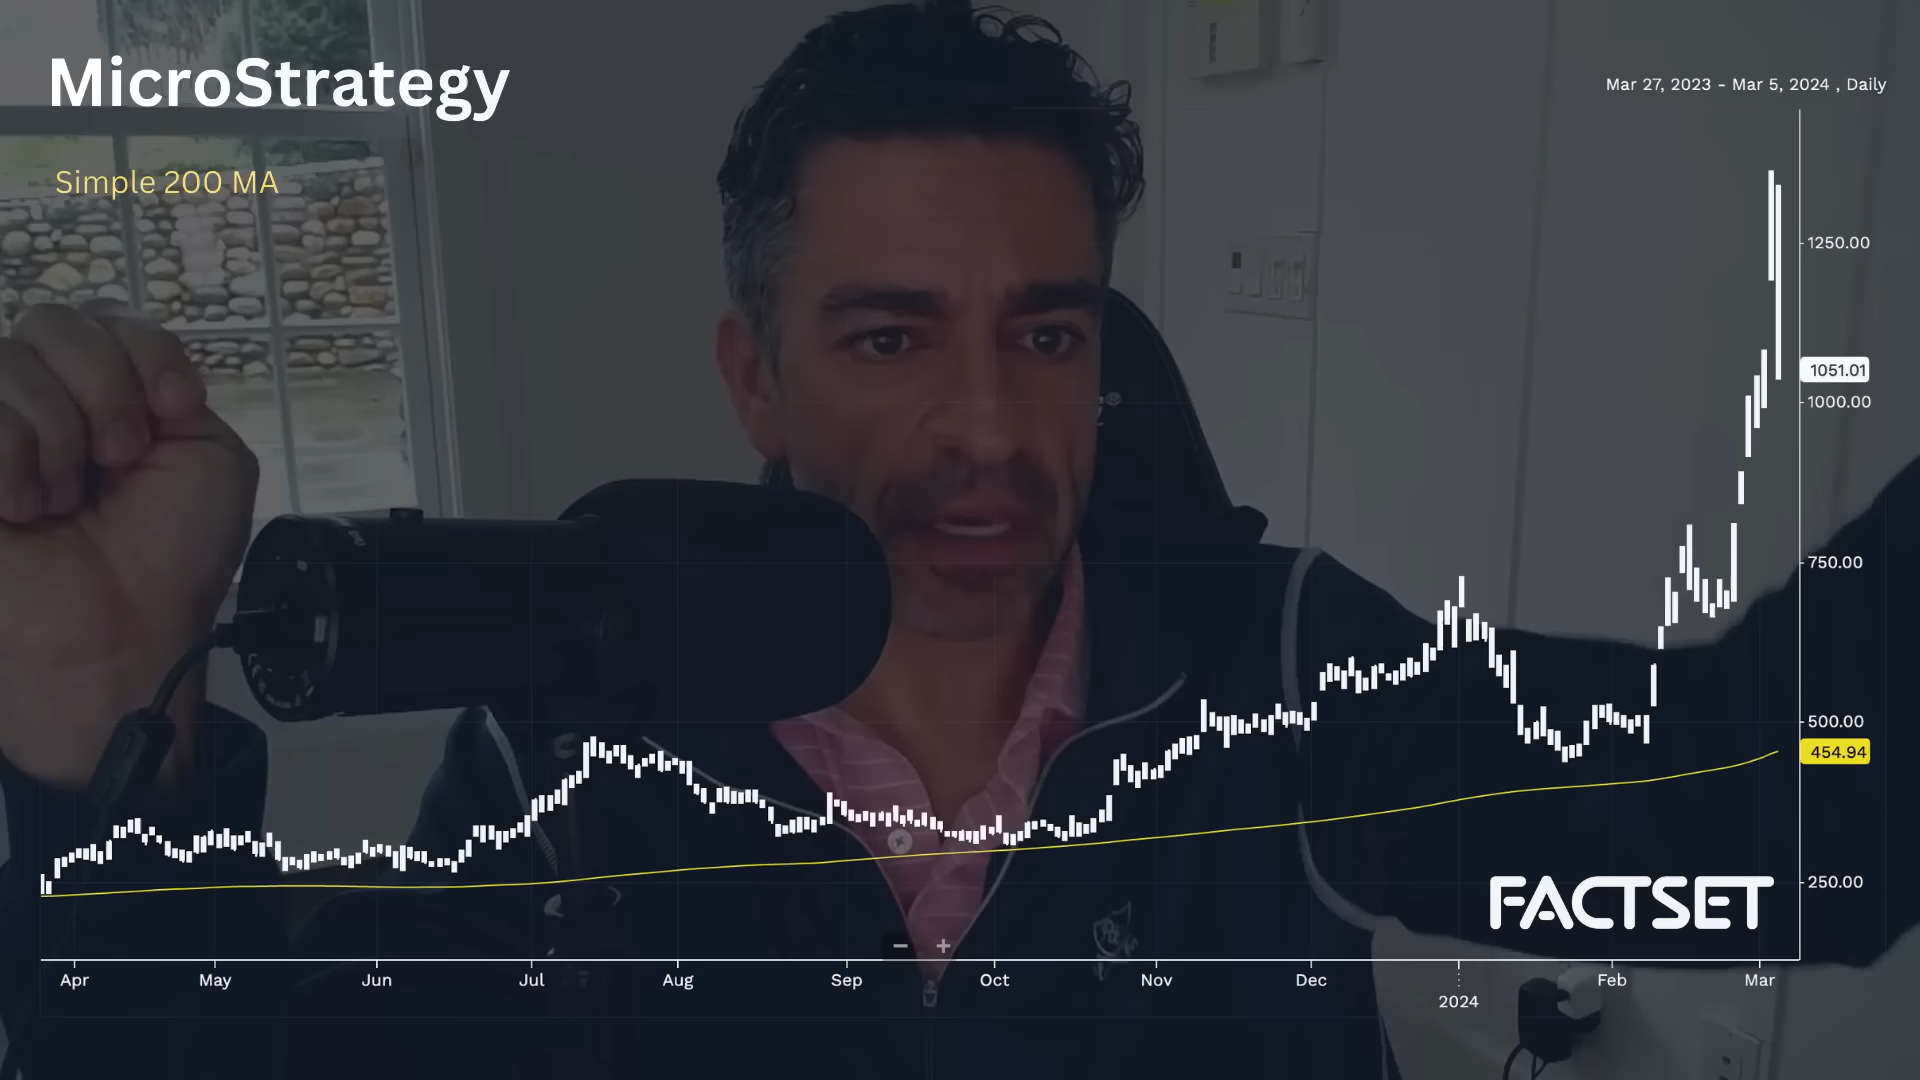 MicroStrategy
Mar 27, 2023 - Mar 5, 2024 , Daily
Simple 200 MA
1250.00
1051.01
1000.00
750.00
500.00
454.94
250.00
FACTSET
Apr May Jun Jul Aug Sep Oct Nov Dec 2024 Feb Mar